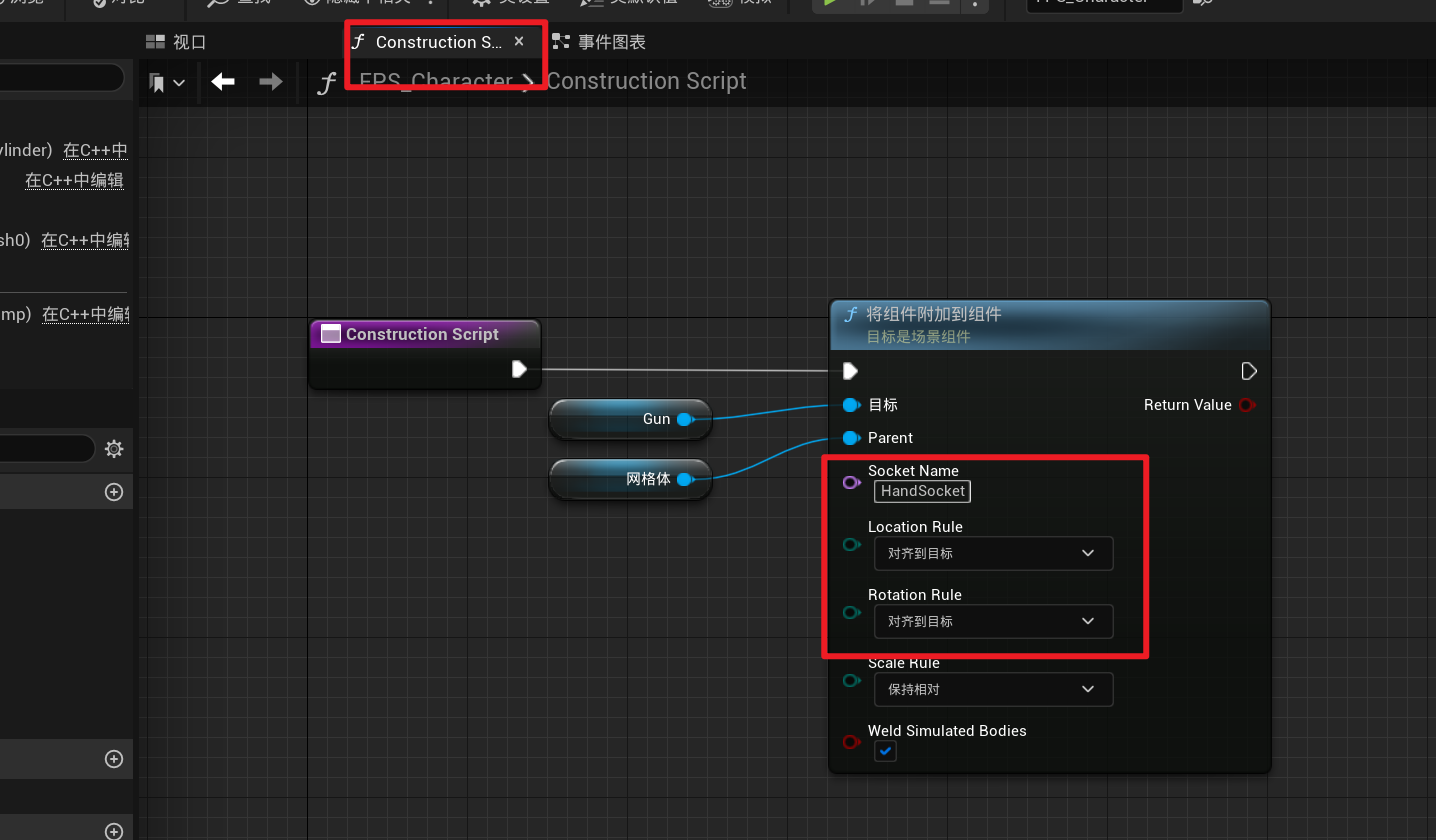 视口
Construction S...
事件图表
FPS_Character
Construction Script
ylinder) 在C++中
在C++中编辑
sh0) 在C++中编辑
mp) 在C++中编辑
Construction Script
Gun
网格体
将组件附加到组件
目标是场景组件
目标
Return Value
Parent
Socket Name
HandSocket
Location Rule
对齐到目标
Rotation Rule
对齐到目标
Scale Rule
保持相对
Weld Simulated Bodies